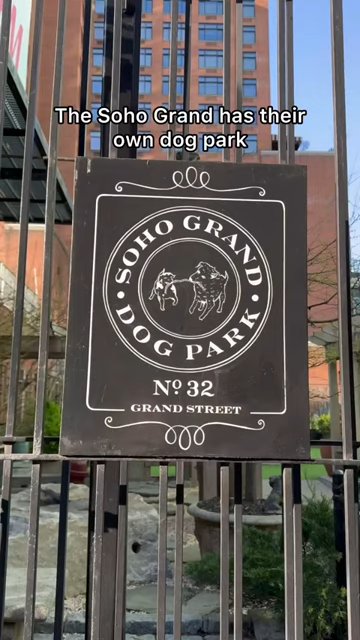 The Soho Grand has their
own dog park
SOHO GRAND
DOG PARK
Nº 32
GRAND STREET